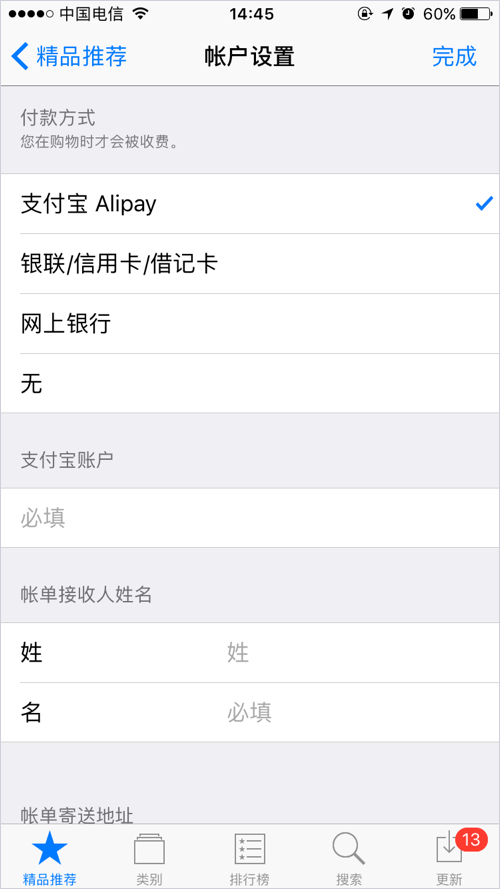 中国电信 14:45 60%
精品推荐 帐户设置 完成
付款方式
您在购物时才会被收费。
支付宝 Alipay
银联/信用卡/借记卡
网上银行
无
支付宝账户
必填
帐单接收人姓名
姓 姓
名 必填
帐单寄送地址
13
精品推荐 类别 排行榜 搜索 更新